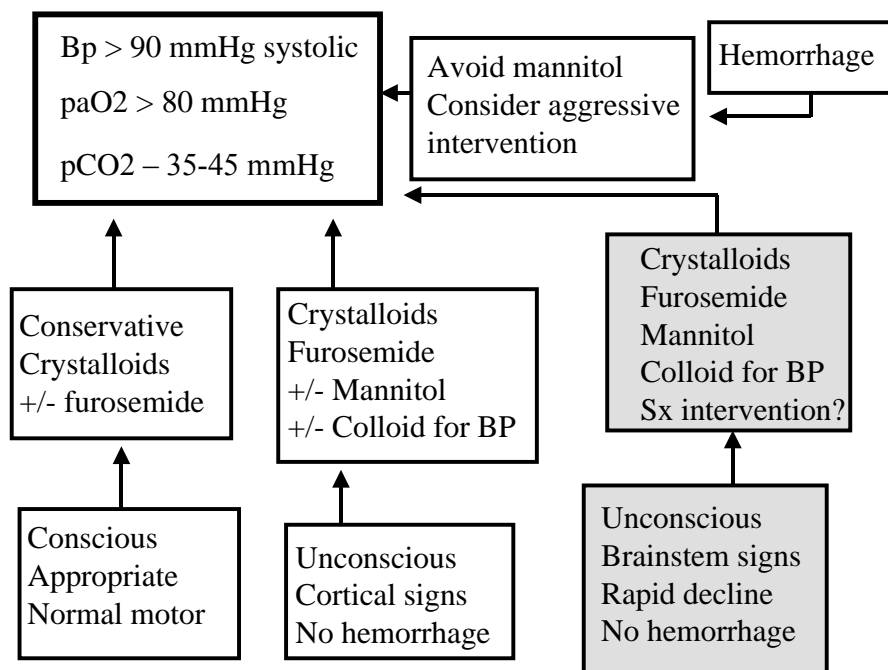 Bp > 90 mmHg systolic
paO2 > 80 mmHg
pCO2 – 35-45 mmHg
Avoid mannitol
Consider aggressive
intervention
Hemorrhage
Conservative
Crystalloids
+/- furosemide
Crystalloids
Furosemide
+/- Mannitol
+/- Colloid for BP
Crystalloids
Furosemide
Mannitol
Colloid for BP
Sx intervention?
Conscious
Appropriate
Normal motor
Unconscious
Cortical signs
No hemorrhage
Unconscious
Brainstem signs
Rapid decline
No hemorrhage